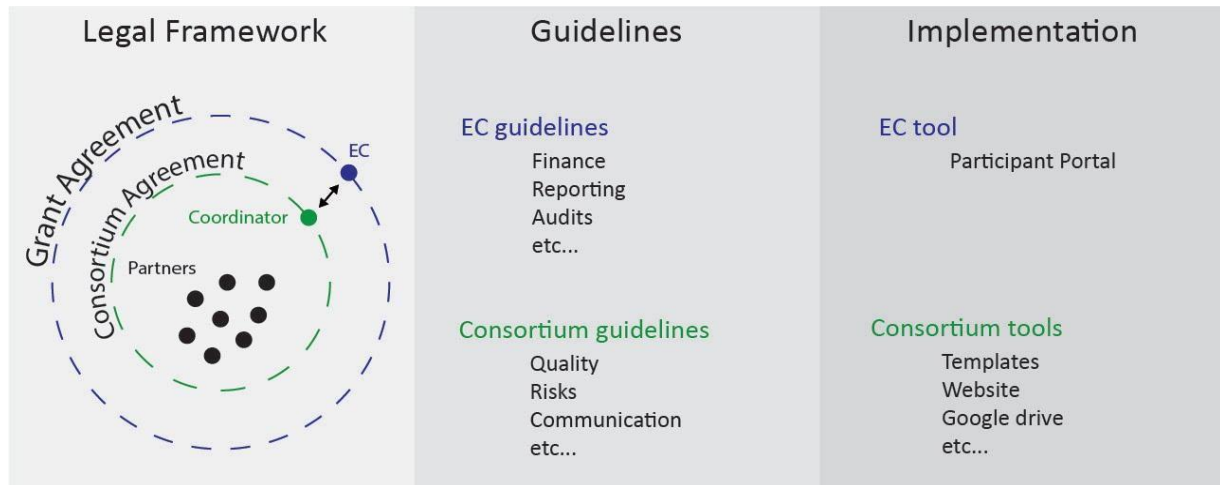 Legal Framework
Grant Agreement
Consortium Agreement
EC
Coordinator
Partners
Guidelines
EC guidelines
Finance
Reporting
Audits
etc...
Consortium guidelines
Quality
Risks
Communication
etc...
Implementation
EC tool
Participant Portal
Consortium tools
Templates
Website
Google drive
etc...